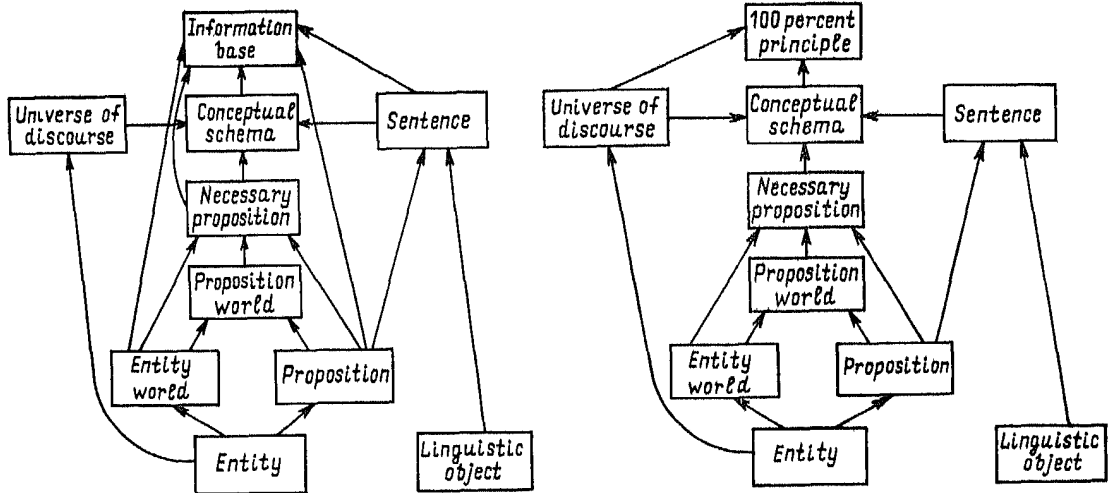 Information
base
Universe of
discourse
Conceptual
schema
Sentence
Necessary
proposition
Proposition
world
Entity
world
Proposition
Entity
Linguistic
object
100 percent
principle
Universe of
discourse
Conceptual
schema
Sentence
Necessary
proposition
Proposition
world
Entity
world
Proposition
Entity
Linguistic
object